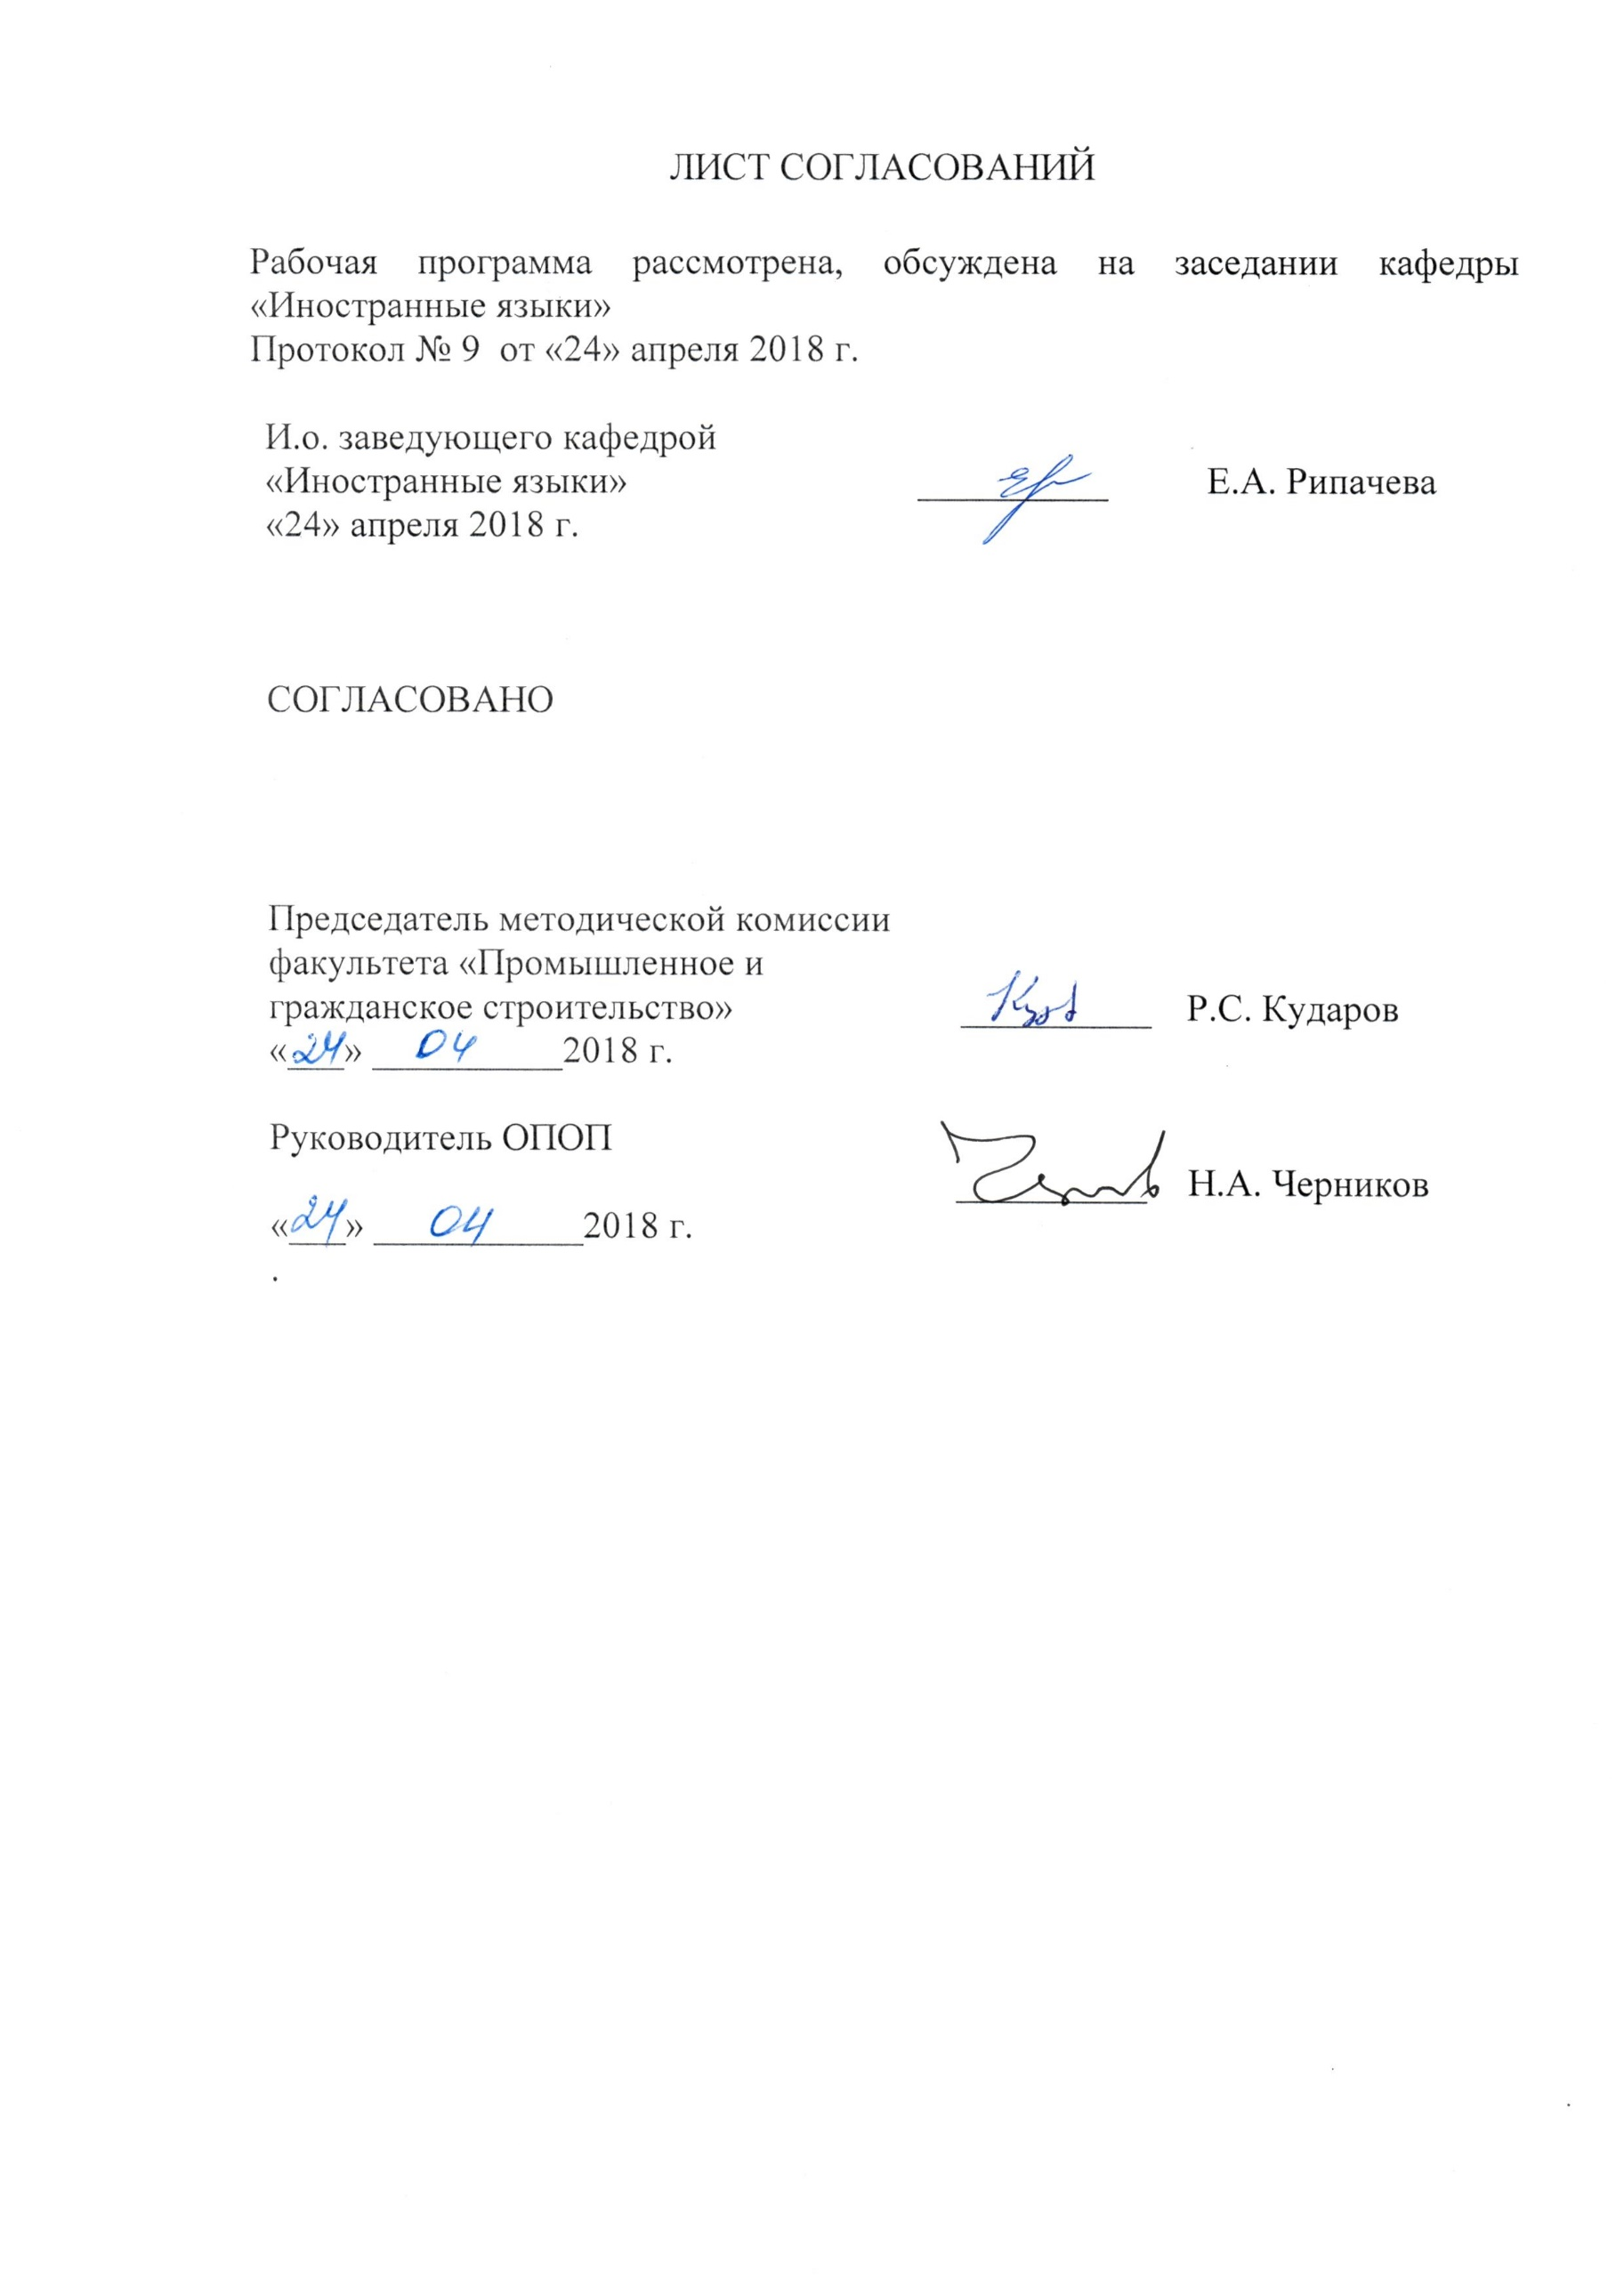 ЛИСТ СОГЛАСОВАНИЙ
Рабочая программа рассмотрена, обсуждена на заседании кафедры
«Иностранные языки»
Протокол № 9 от «24» апреля 2018 г.
И.о. заведующего кафедрой
«Иностранные языки» Е.А. Рипачева
«24» апреля 2018 г.
СОГЛАСОВАНО
Председатель методической комиссии
факультета «Промышленное и
гражданское строительство» Р.С. Кударов
«24» 04 2018 г.
Руководитель ОПОП
Н.А. Черников
«24» 04 2018 г.
.